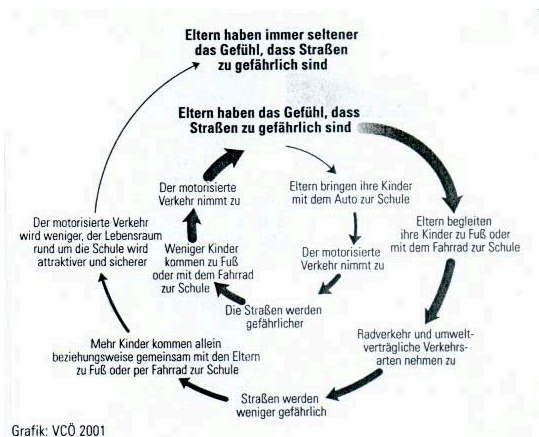 Eltern haben immer seltener
das Gefühl, dass Straßen
zu gefährlich sind
Eltern haben das Gefühl, dass
Straßen zu gefährlich sind
Eltern bringen ihre Kinder
mit dem Auto zur Schule
Der motorisierte
Verkehr nimmt zu
Die Straßen werden
gefährlicher
Weniger Kinder
kommen zu Fuß
oder mit dem Fahrrad
zur Schule
Der motorisierte
Verkehr nimmt zu
Eltern begleiten
ihre Kinder zu Fuß oder
mit dem Fahrrad zur Schule
Radverkehr und umwelt-
verträgliche Verkehrs-
arten nehmen zu
Straßen werden
weniger gefährlich
Mehr Kinder kommen allein
beziehungsweise gemeinsam mit den Eltern
zu Fuß oder per Fahrrad zur Schule
Der motorisierte Verkehr
wird weniger, der Lebensraum
rund um die Schule wird
attraktiver und sicherer
Grafik: VCÖ 2001